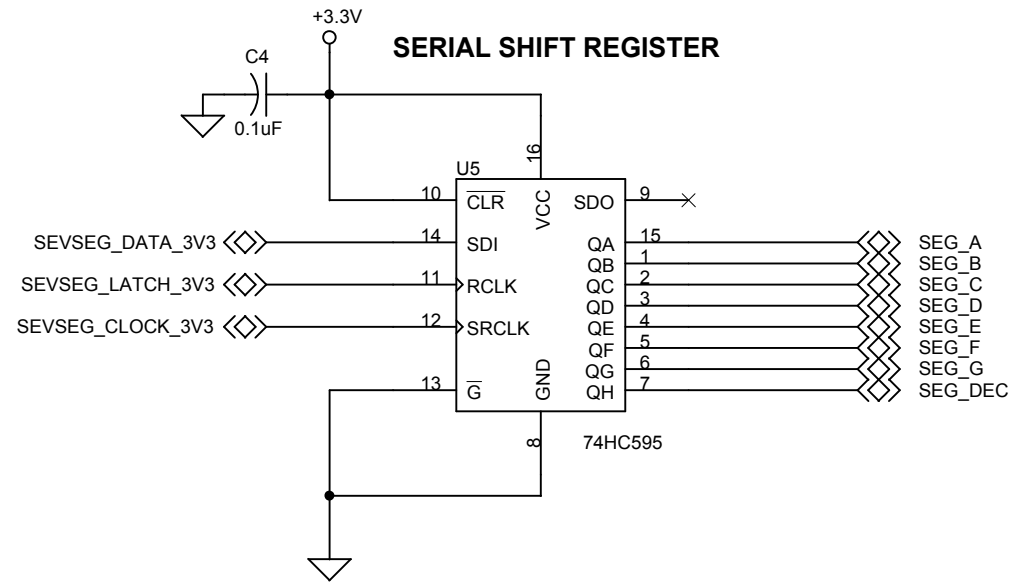 +3.3V
SERIAL SHIFT REGISTER
C4
0.1uF
16
U5
10 CLR VCC SDO 9
SEVSEG_DATA_3V3 14 SDI QA 15 SEG_A
QB 1 SEG_B
SEVSEG_LATCH_3V3 11 RCLK QC 2 SEG_C
QD 3 SEG_D
SEVSEG_CLOCK_3V3 12 SRCLK QE 4 SEG_E
QF 5 SEG_F
QG 6 SEG_G
13 G GND QH 7 SEG_DEC
8 74HC595